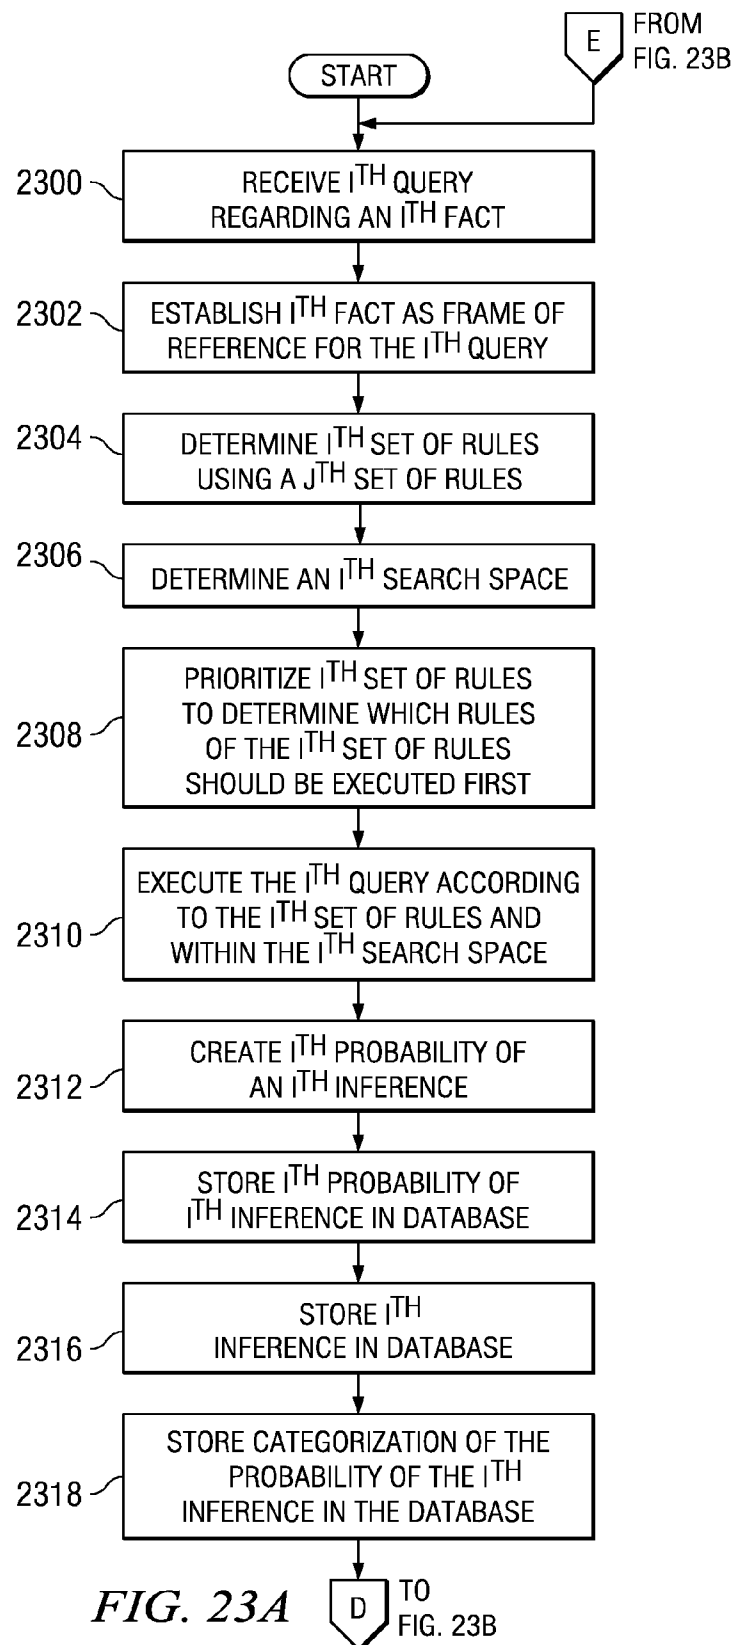 E
FROM
FIG. 23B
START
2300
RECEIVE ITH QUERY
REGARDING AN ITH FACT
2302
ESTABLISH ITH FACT AS FRAME OF
REFERENCE FOR THE ITH QUERY
2304
DETERMINE ITH SET OF RULES
USING A JTH SET OF RULES
2306
DETERMINE AN ITH SEARCH SPACE
2308
PRIORITIZE ITH SET OF RULES
TO DETERMINE WHICH RULES
OF THE ITH SET OF RULES
SHOULD BE EXECUTED FIRST
2310
EXECUTE THE ITH QUERY ACCORDING
TO THE ITH SET OF RULES AND
WITHIN THE ITH SEARCH SPACE
2312
CREATE ITH PROBABILITY OF
AN ITH INFERENCE
2314
STORE ITH PROBABILITY OF
ITH INFERENCE IN DATABASE
2316
STORE ITH
INFERENCE IN DATABASE
2318
STORE CATEGORIZATION OF THE
PROBABILITY OF THE ITH
INFERENCE IN THE DATABASE
FIG. 23A
D
TO
FIG. 23B